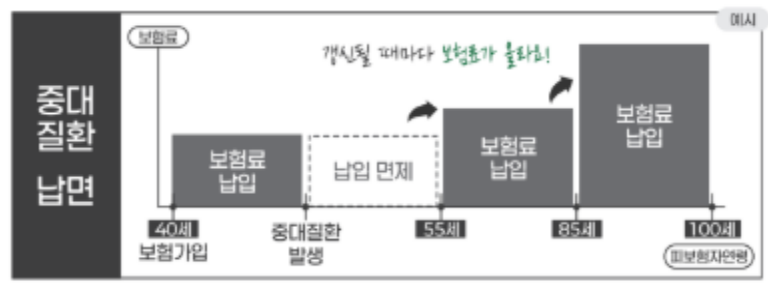 예시
보험료
갱신될 때마다 보험료가 올라요!
중대
질환
납면
보험료
납입
납입 면제
보험료
납입
보험료
납입
40세
보험가입
중대질환
발생
55세
85세
100세
피보험자연령